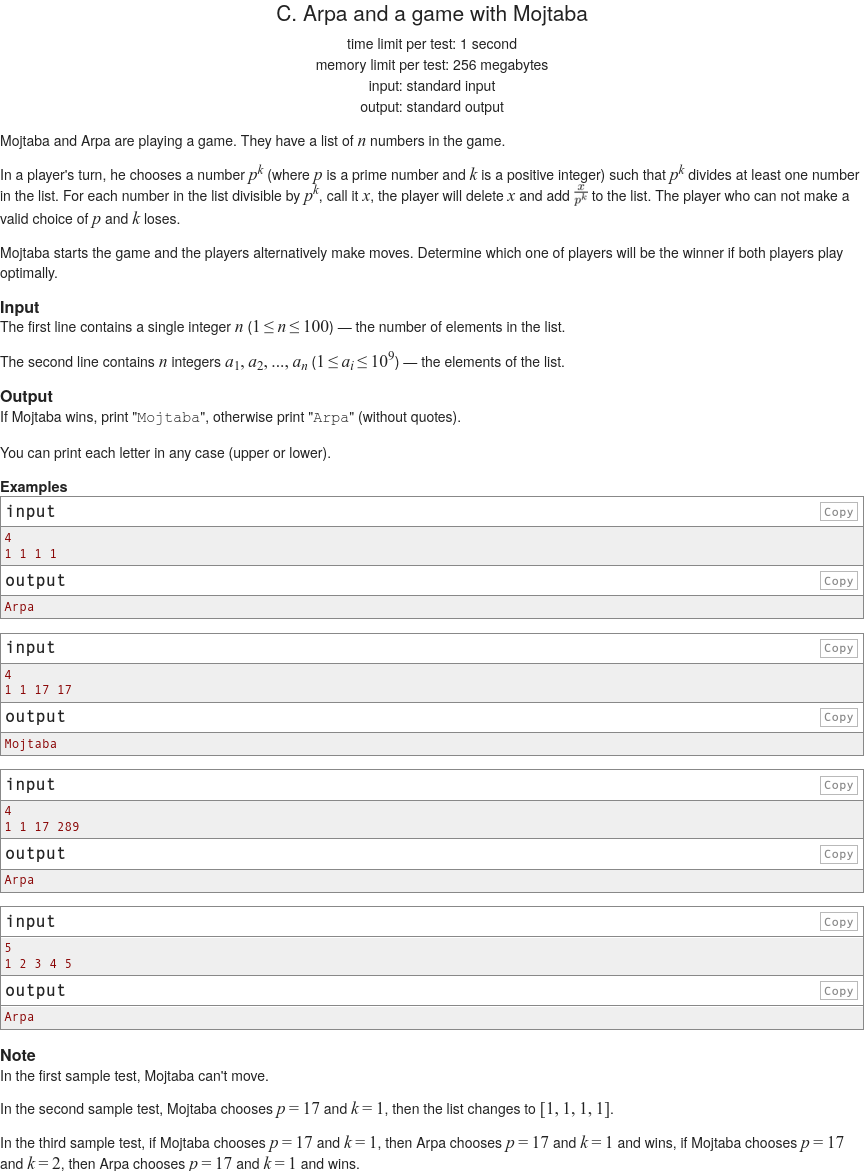 C. Arpa and a game with Mojtaba
time limit per test: 1 second
memory limit per test: 256 megabytes
input: standard input
output: standard output
Mojtaba and Arpa are playing a game. They have a list of n numbers in the game.
In a player's turn, he chooses a number p^k (where p is a prime number and k is a positive integer) such that p^k divides at least one number
in the list. For each number in the list divisible by p^k, call it x, the player will delete x and add x/p^k to the list. The player who can not make a
valid choice of p and k loses.
Mojtaba starts the game and the players alternatively make moves. Determine which one of players will be the winner if both players play
optimally.
Input
The first line contains a single integer n (1 ≤ n ≤ 100) — the number of elements in the list.
The second line contains n integers a₁, a₂, ..., aₙ (1 ≤ aᵢ ≤ 10⁹) — the elements of the list.
Output
If Mojtaba wins, print "Mojtaba", otherwise print "Arpa" (without quotes).
You can print each letter in any case (upper or lower).
Examples
input Copy
4
1 1 1 1
output Copy
Arpa
input Copy
4
1 1 17 17
output Copy
Mojtaba
input Copy
4
1 1 17 289
output Copy
Arpa
input Copy
5
1 2 3 4 5
output Copy
Arpa
Note
In the first sample test, Mojtaba can't move.
In the second sample test, Mojtaba chooses p = 17 and k = 1, then the list changes to [1, 1, 1, 1].
In the third sample test, if Mojtaba chooses p = 17 and k = 1, then Arpa chooses p = 17 and k = 1 and wins, if Mojtaba chooses p = 17
and k = 2, then Arpa chooses p = 17 and k = 1 and wins.